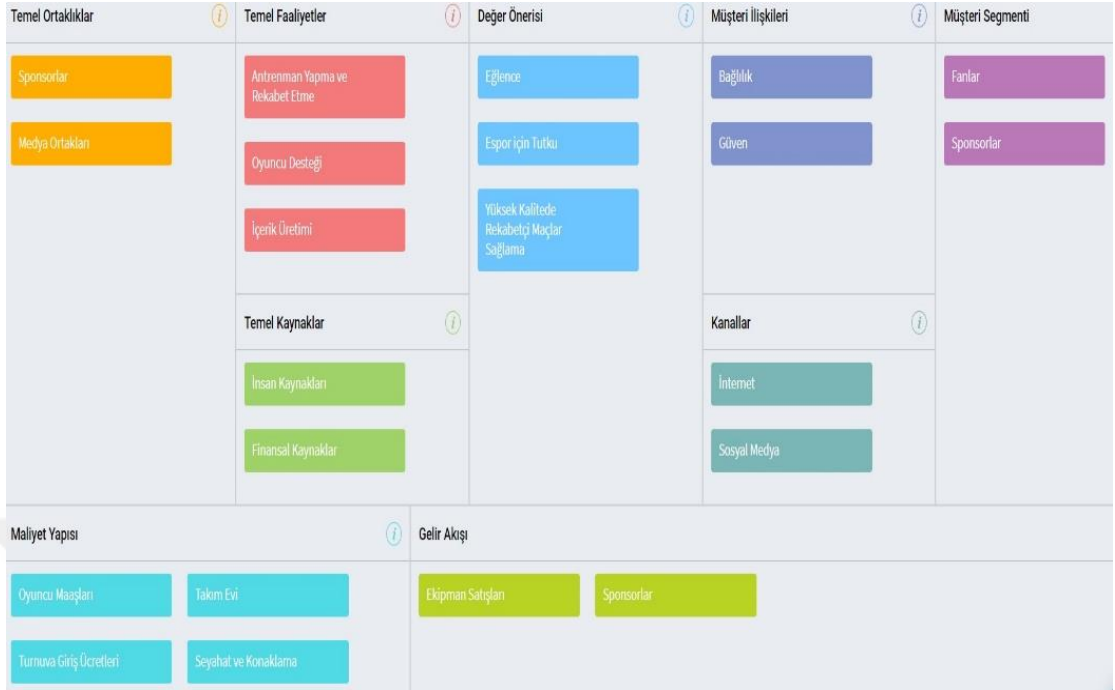 Temel Ortaklıklar
Sponsorlar
Medya Ortakları
Temel Faaliyetler
Antrenman Yapma ve
Rekabet Etme
Oyuncu Desteği
İçerik Üretimi
Temel Kaynaklar
İnsan Kaynakları
Finansal Kaynaklar
Değer Önerisi
Eğlence
Espor için Tutku
Yüksek Kalitede
Rekabetçi Maçlar
Sağlama
Müşteri İlişkileri
Bağlılık
Güven
Kanallar
İnternet
Sosyal Medya
Müşteri Segmenti
Fanlar
Sponsorlar
Maliyet Yapısı
Oyuncu Maaşları
Takım Evi
Turnuva Giriş Ücretleri
Seyahat ve Konaklama
Gelir Akışı
Ekipman Satışları
Sponsorlar